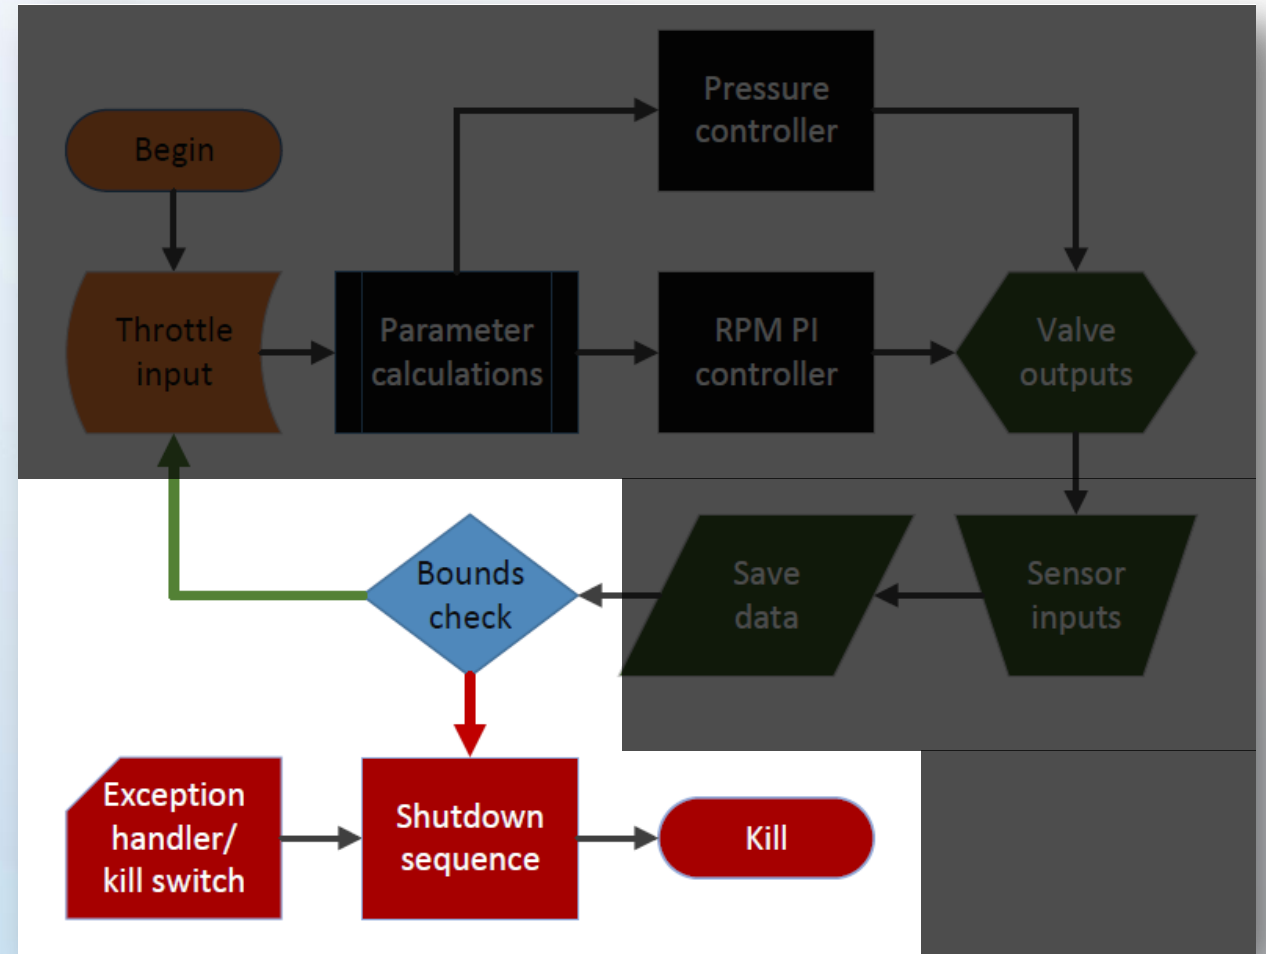 Pressure
controller
Begin
Throttle
input
Parameter
calculations
RPM PI
controller
Valve
outputs
Bounds
check
Save
data
Sensor
inputs
Exception
handler/
kill switch
Shutdown
sequence
Kill